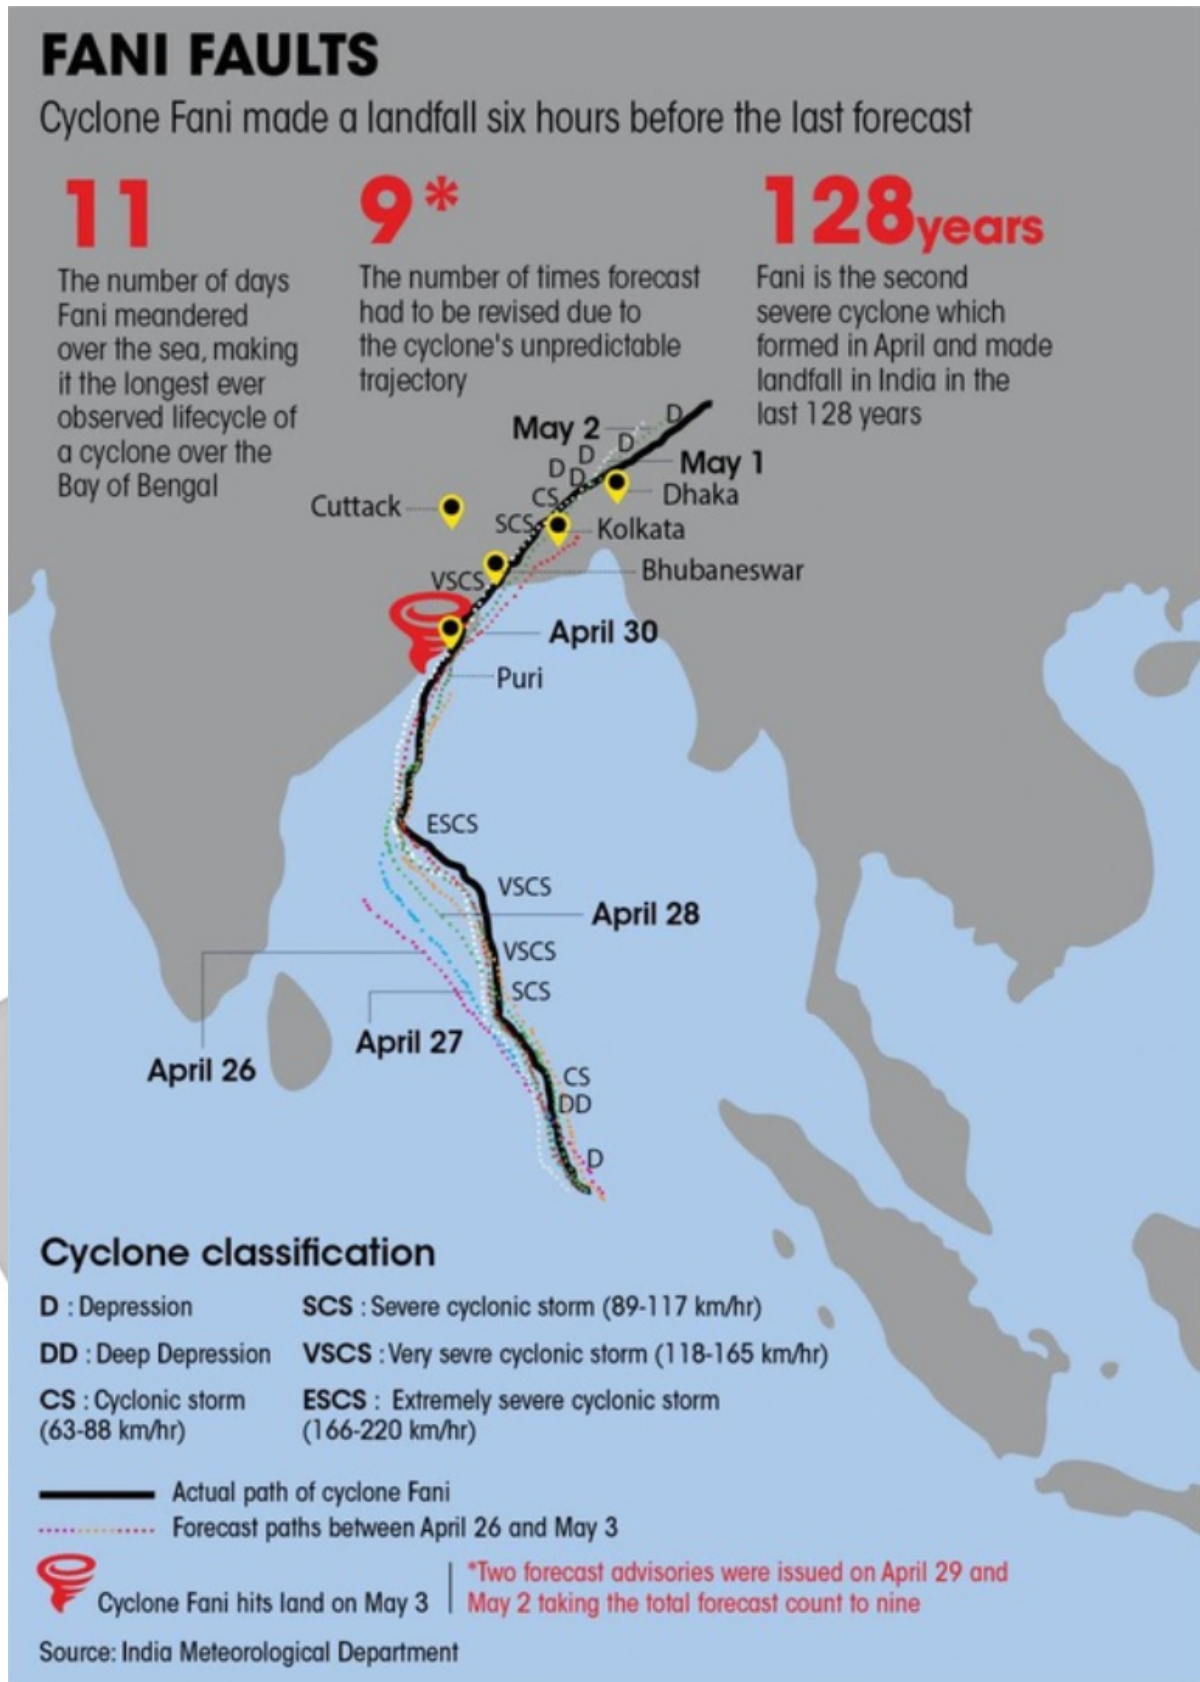 FANI FAULTS
Cyclone Fani made a landfall six hours before the last forecast
11
The number of days
Fani meandered
over the sea, making
it the longest ever
observed lifecycle of
a cyclone over the
Bay of Bengal
9*
The number of times forecast
had to be revised due to
the cyclone's unpredictable
trajectory
128 years
Fani is the second
severe cyclone which
formed in April and made
landfall in India in the
last 128 years
D
May 2
D
D
May 1
D
D
Dhaka
CS
Cuttack
SCS
Kolkata
Bhubaneswar
VSCS
April 30
Puri
ESCS
VSCS
April 28
VSCS
SCS
April 27
April 26
CS
DD
D
Cyclone classification
D : Depression
DD : Deep Depression
CS : Cyclonic storm
(63-88 km/hr)
SCS : Severe cyclonic storm (89-117 km/hr)
VSCS : Very sevre cyclonic storm (118-165 km/hr)
ESCS : Extremely severe cyclonic storm
(166-220 km/hr)
Actual path of cyclone Fani
Forecast paths between April 26 and May 3
Cyclone Fani hits land on May 3
*Two forecast advisories were issued on April 29 and
May 2 taking the total forecast count to nine
Source: India Meteorological Department